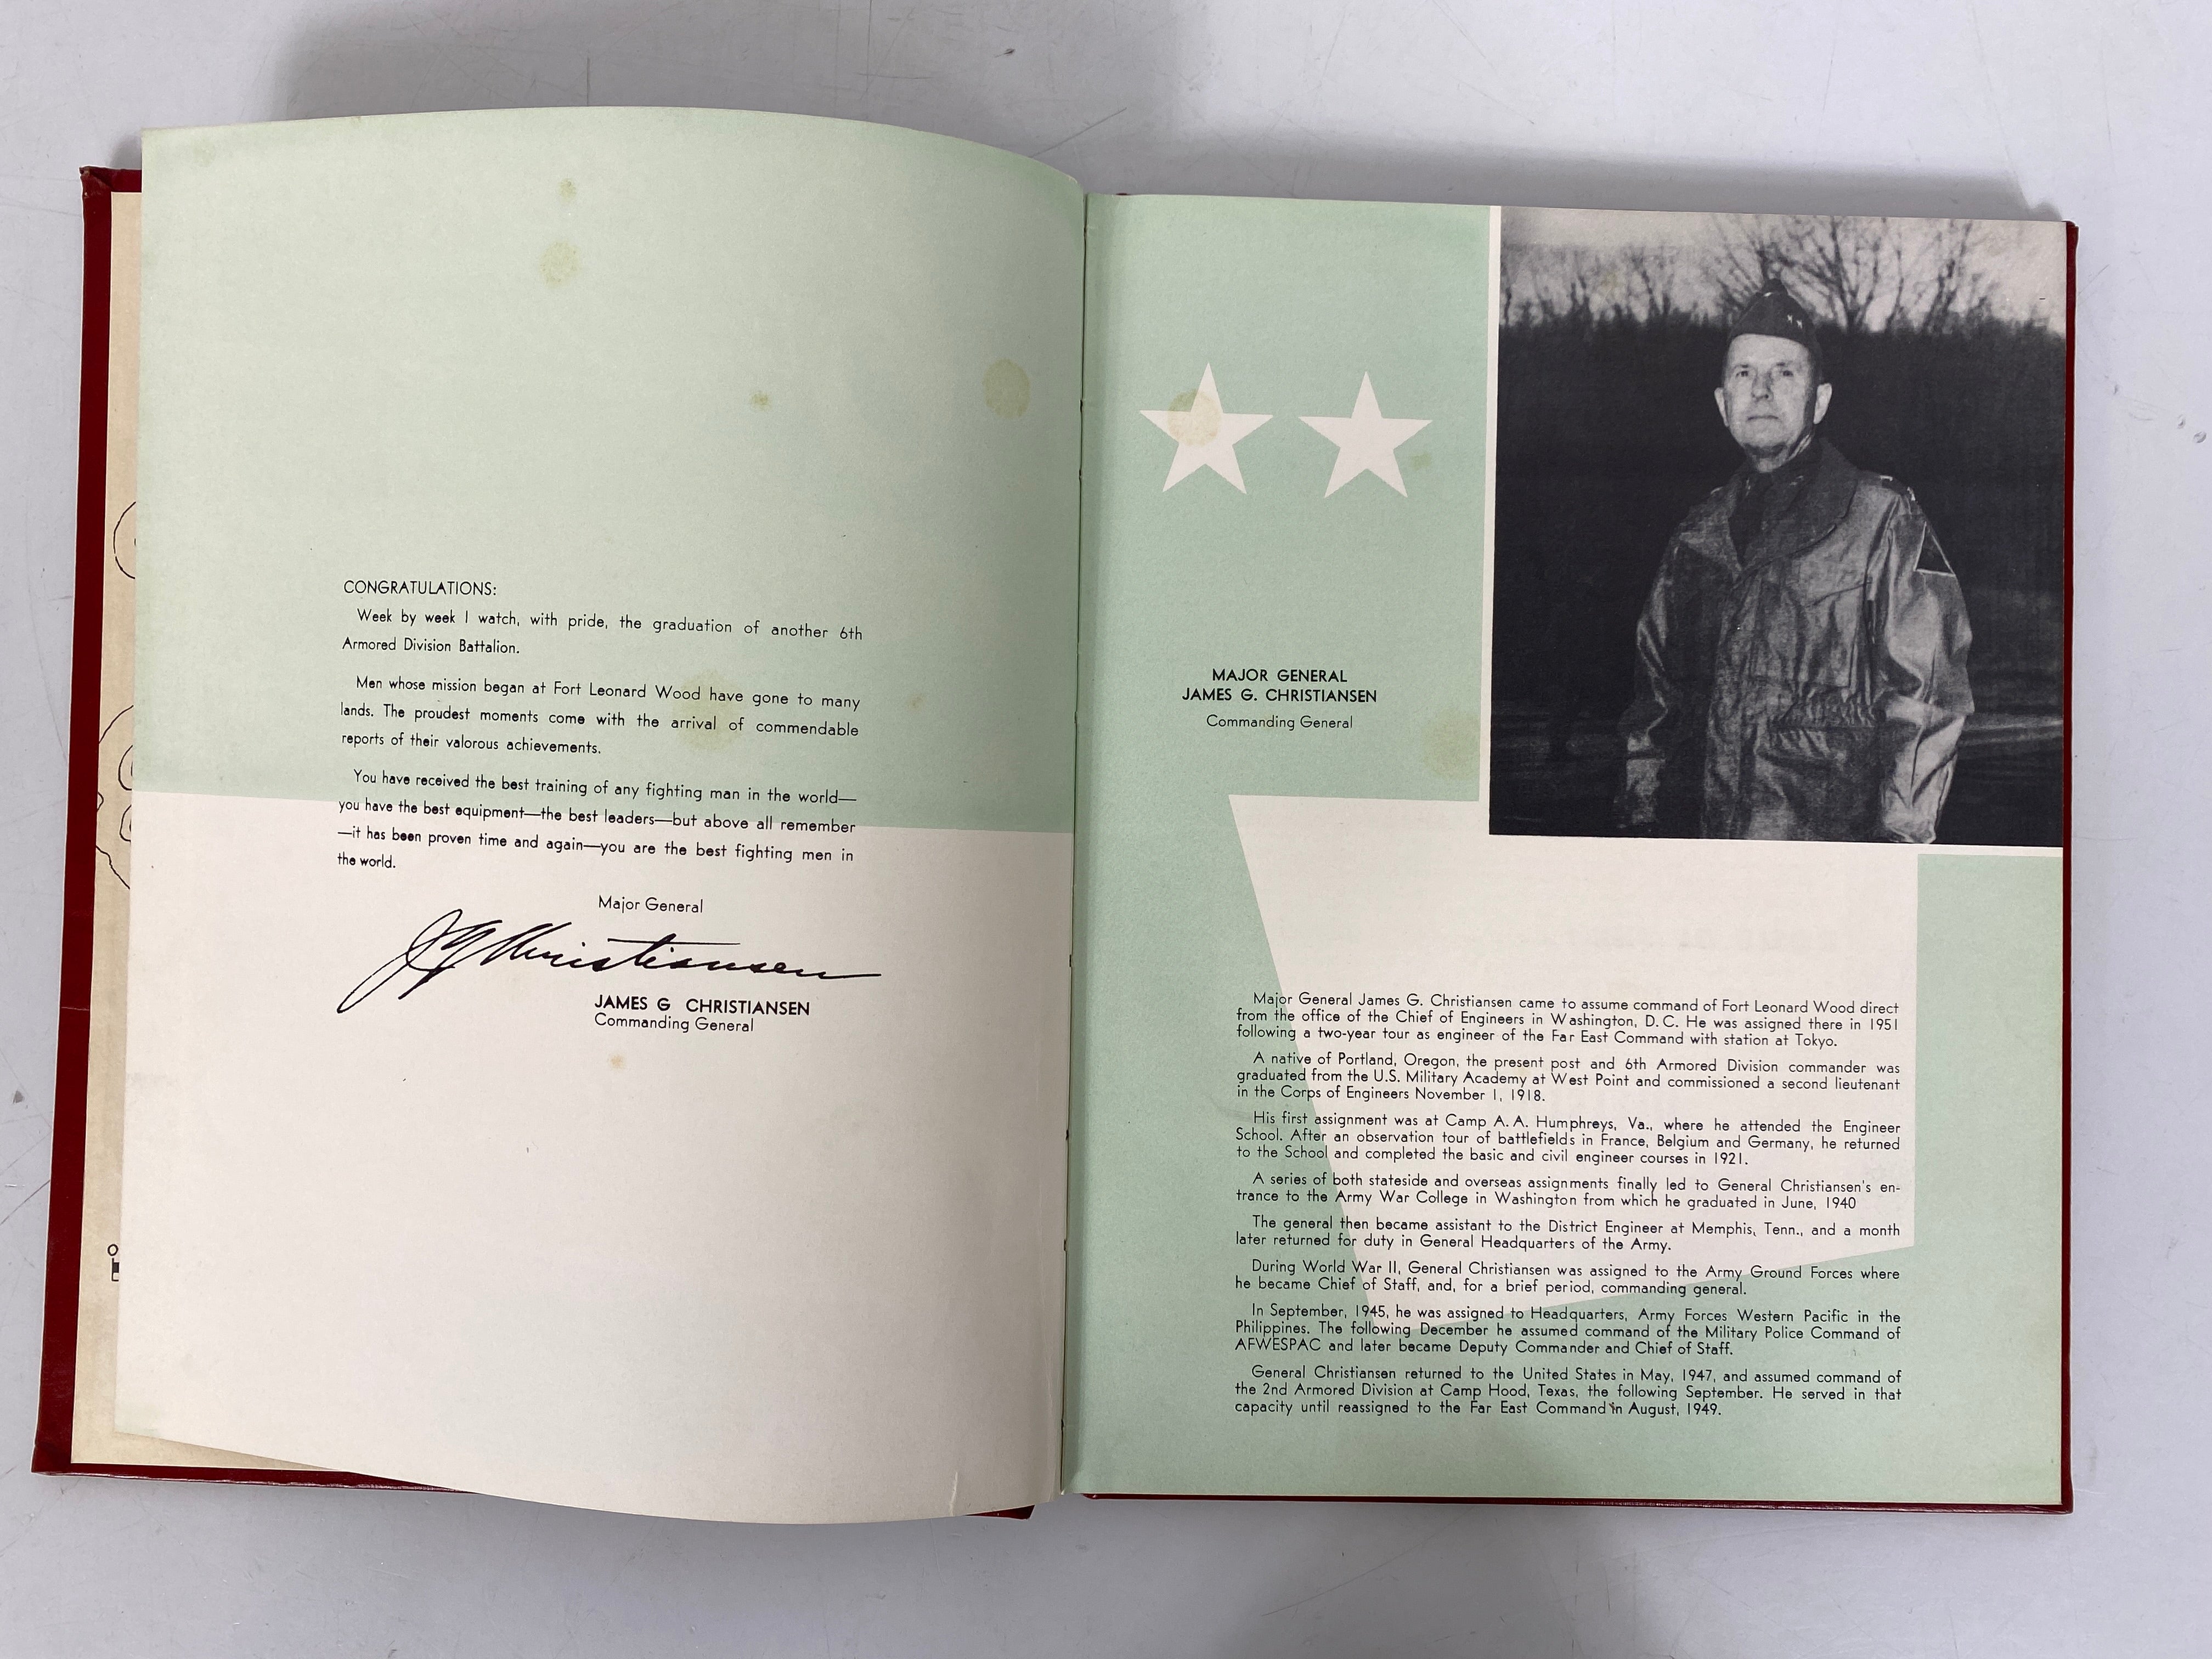 CONGRATULATIONS:
Week by week I watch, with pride, the graduation of another 6th
Armored Division Battalion.
Men whose mission began at Fort Leonard Wood have gone to many
lands. The proudest moments come with the arrival of commendable
reports of their valorous achievements.
You have received the best training of any fighting man in the world—
you have the best equipment—the best leaders—but above all remember
—it has been proven time and again—you are the best fighting men in
the world.
Major General
J G Christiansen
JAMES G CHRISTIANSEN
Commanding General
MAJOR GENERAL
JAMES G. CHRISTIANSEN
Commanding General
Major General James G. Christiansen came to assume command of Fort Leonard Wood direct
from the office of the Chief of Engineers in Washington, D. C. He was assigned there in 1951
following a two-year tour as engineer of the Far East Command with station at Tokyo.
A native of Portland, Oregon, the present post and 6th Armored Division commander was
graduated from the U.S. Military Academy at West Point and commissioned a second lieutenant
in the Corps of Engineers November 1, 1918.
His first assignment was at Camp A. A. Humphreys, Va., where he attended the Engineer
School. After an observation tour of battlefields in France, Belgium and Germany, he returned
to the School and completed the basic and civil engineer courses in 1921.
A series of both stateside and overseas assignments finally led to General Christiansen's en-
trance to the Army War College in Washington from which he graduated in June, 1940
The general then became assistant to the District Engineer at Memphis, Tenn., and a month
later returned for duty in General Headquarters of the Army.
During World War II, General Christiansen was assigned to the Army Ground Forces where
he became Chief of Staff, and, for a brief period, commanding general.
In September, 1945, he was assigned to Headquarters, Army Forces Western Pacific in the
Philippines. The following December he assumed command of the Military Police Command of
AFWESPAC and later became Deputy Commander and Chief of Staff.
General Christiansen returned to the United States in May, 1947, and assumed command of
the 2nd Armored Division at Camp Hood, Texas, the following September. He served in that
capacity until reassigned to the Far East Command in August, 1949.